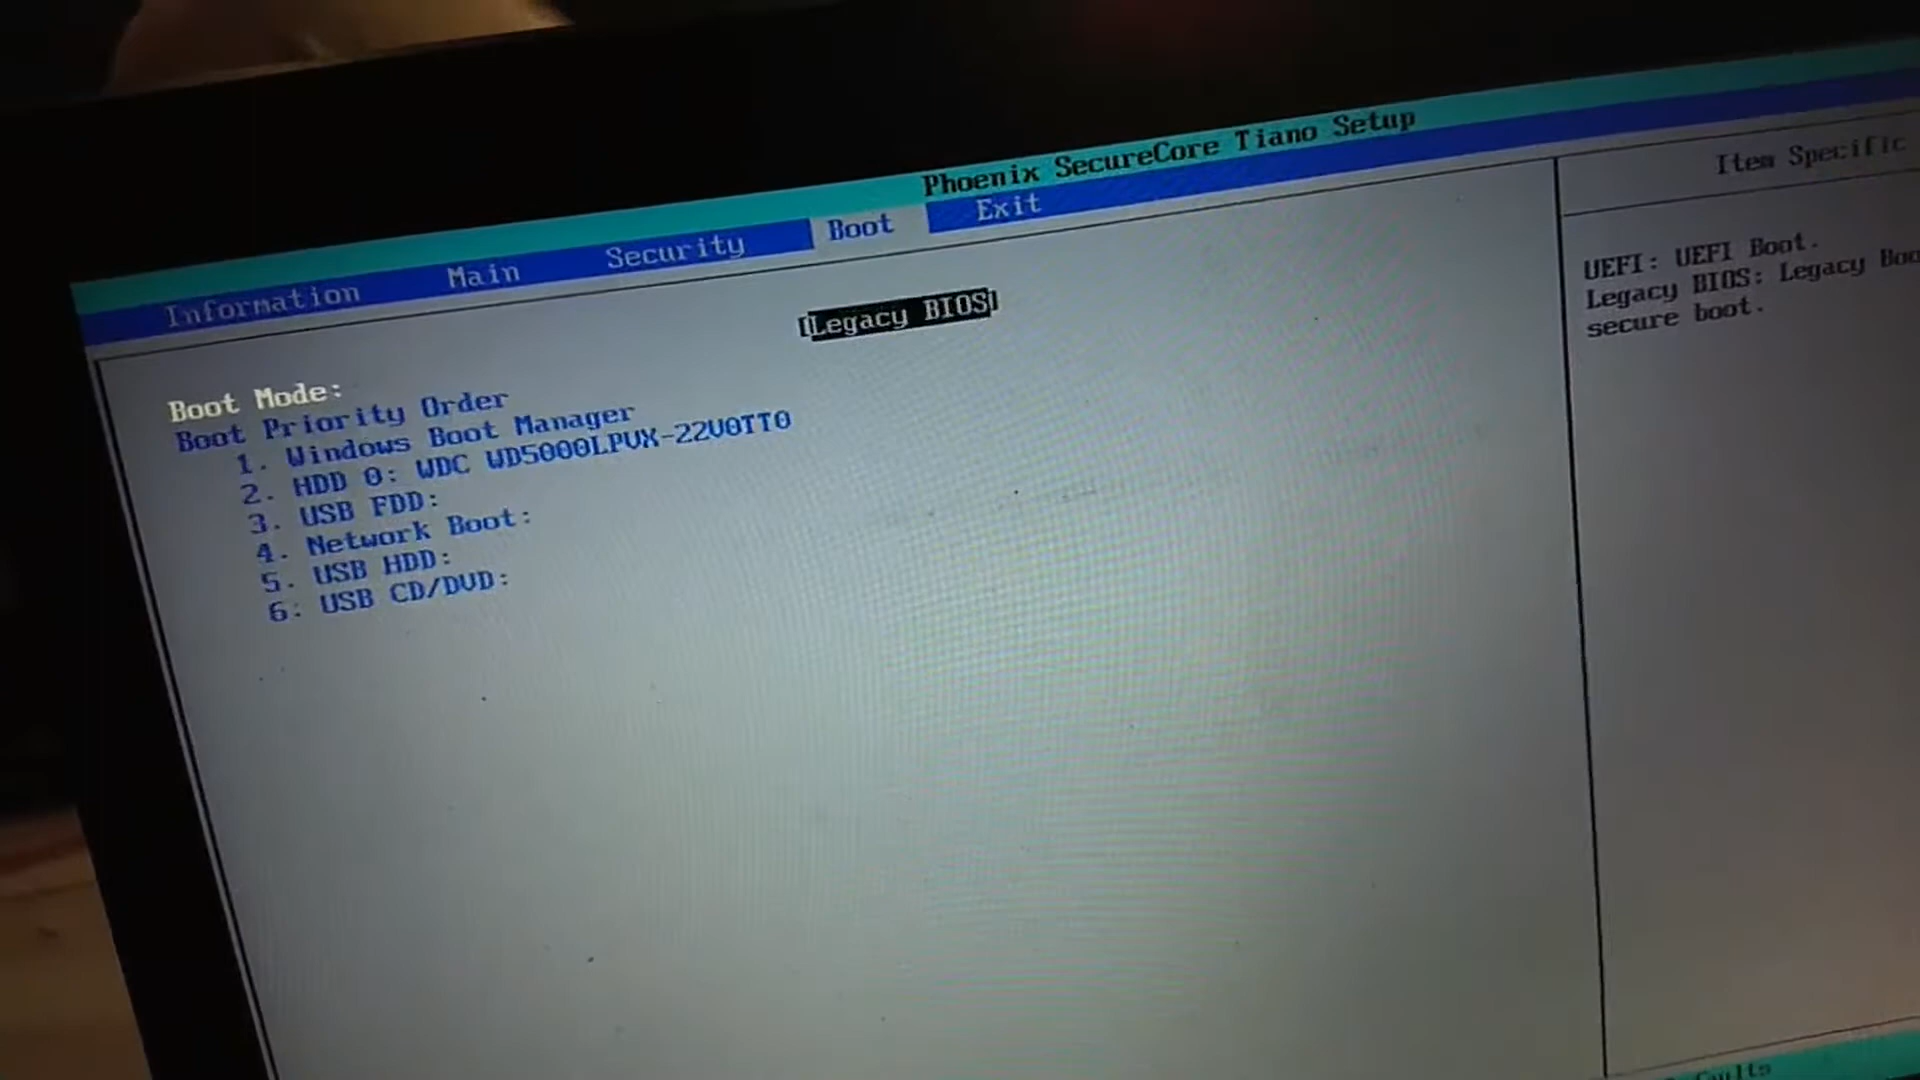 Phoenix SecureCore Tiano Setup
Information Main Security Boot Exit
Boot Mode: [Legacy BIOS]
Boot Priority Order
1. Windows Boot Manager
2. HDD 0: WDC WD5000LPVX-22V0TT0
3. USB FDD:
4. Network Boot:
5. USB HDD:
6: USB CD/DVD:
Item Specific
UEFI: UEFI Boot.
Legacy BIOS: Legacy
secure boot.